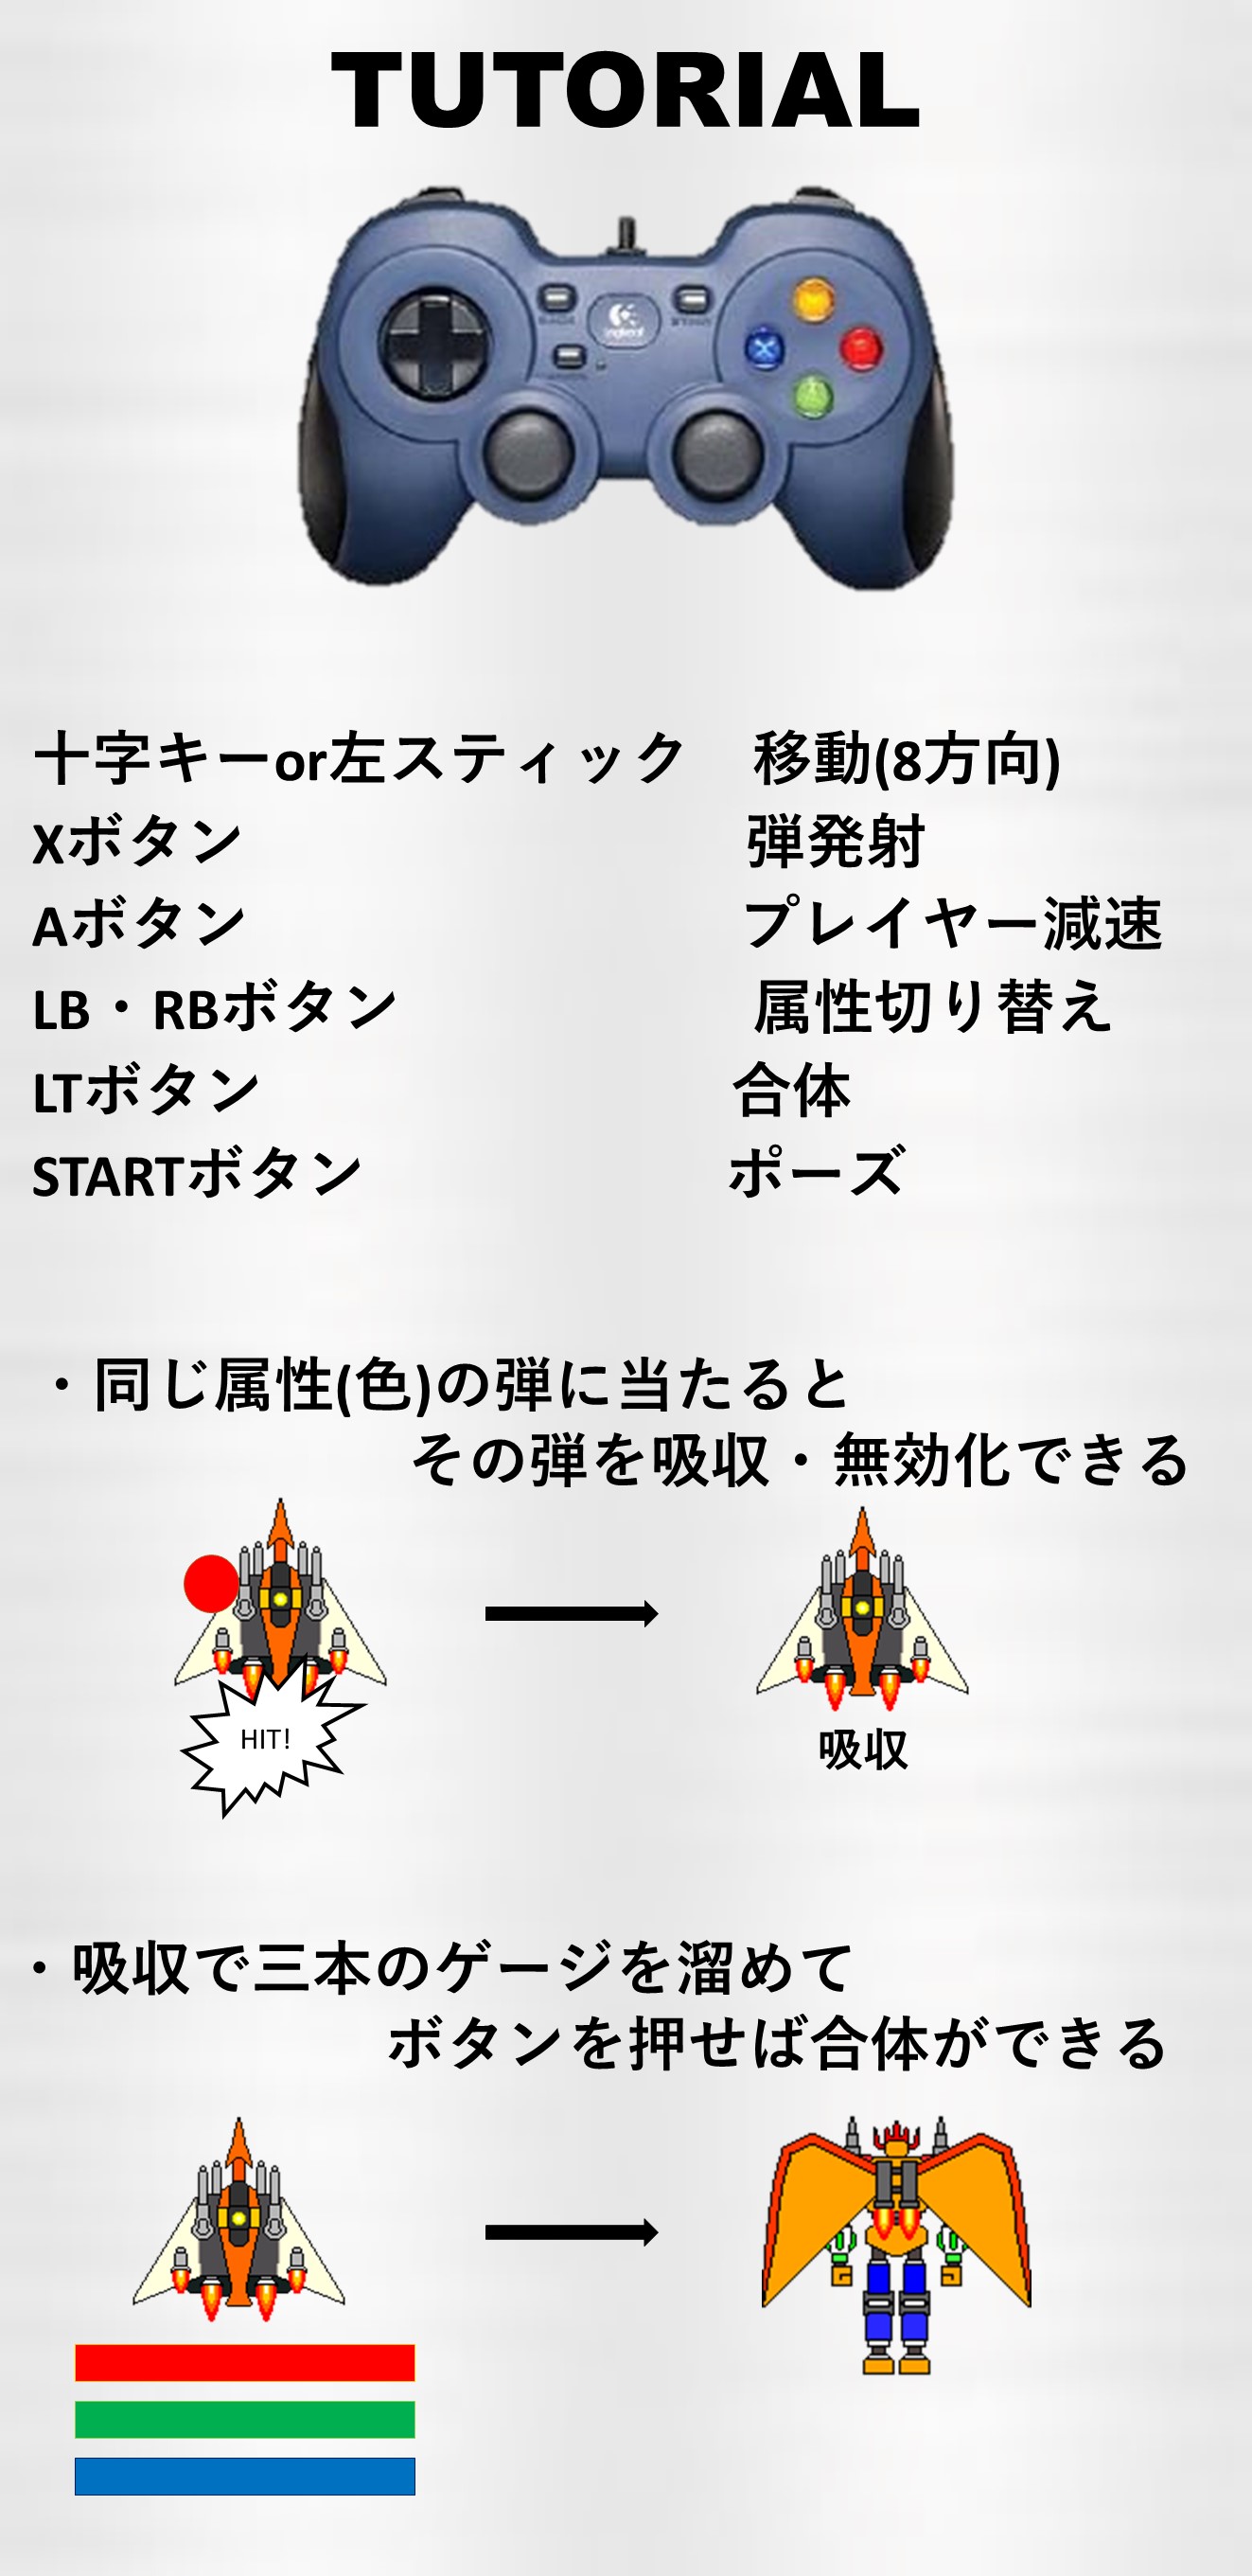 TUTORIAL
十字キーor左スティック 移動(8方向)
Xボタン 弾発射
Aボタン プレイヤー減速
LB・RBボタン 属性切り替え
LTボタン 合体
STARTボタン ポーズ
・同じ属性(色)の弾に当たると
その弾を吸収・無効化できる
HIT!
吸収
・吸収で三本のゲージを溜めて
ボタンを押せば合体ができる